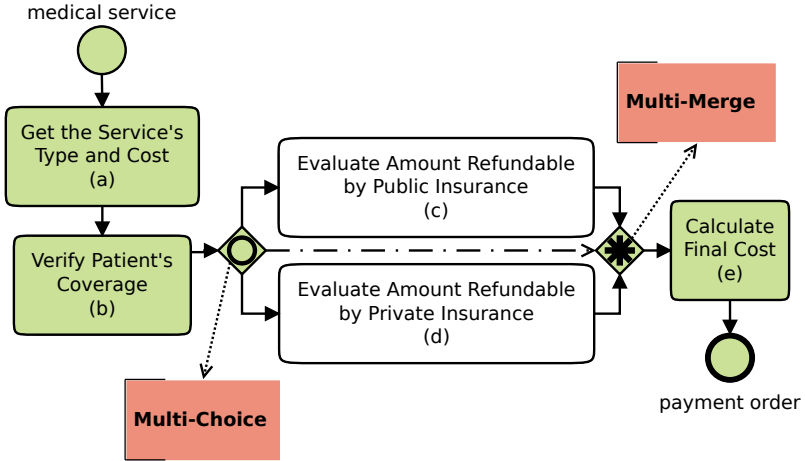 medical service
Get the Service's
Type and Cost
(a)
Verify Patient's
Coverage
(b)
Multi-Choice
Evaluate Amount Refundable
by Public Insurance
(c)
Evaluate Amount Refundable
by Private Insurance
(d)
Multi-Merge
Calculate
Final Cost
(e)
payment order